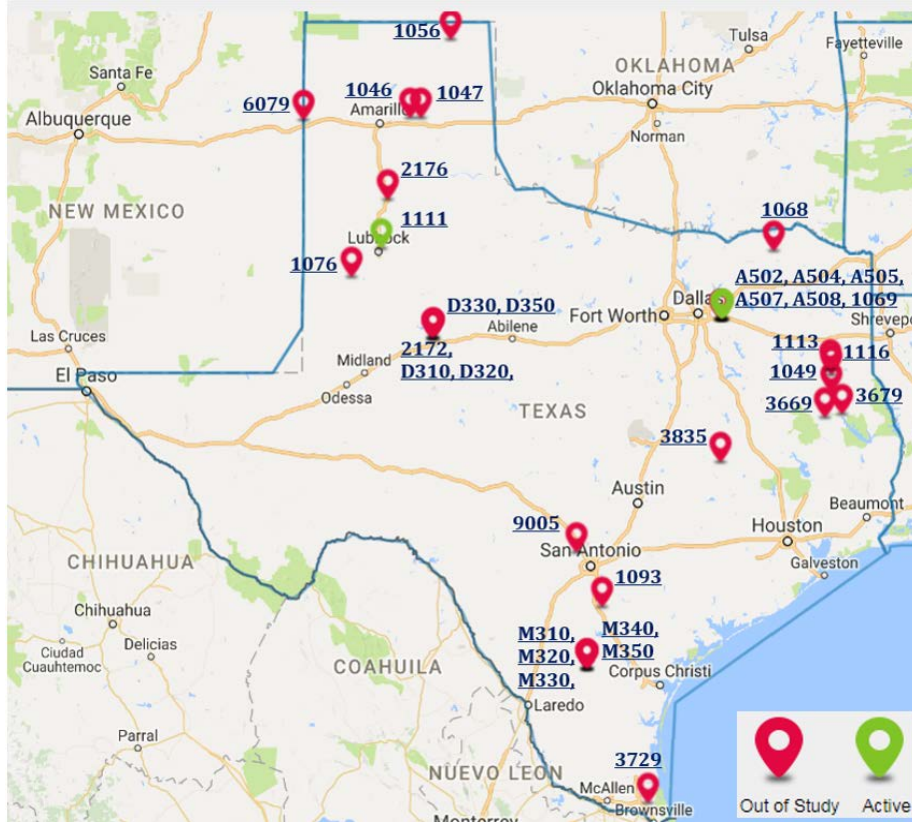 1056
Tulsa
Fayetteville
OKLAHOMA
Santa Fe
Oklahoma City
6079
1046
1047
Albuquerque
Amarillo
Norman
2176
NEW MEXICO
1111
1068
Lubbock
1076
A502, A504, A505,
A507, A508, 1069
D330, D350
Dallas
Fort Worth
Abilene
Las Cruces
2172,
D310, D320,
1113
1116
Midland
1049
El Paso
Odessa
3669
3679
TEXAS
3835
Austin
Beaumont
9005
Houston
San Antonio
CHIHUAHUA
Galveston
1093
Chihuahua
M310,
M320,
M330,
M340,
M350
Ciudad
Cuauhtemoc
Delicias
COAHUILA
Corpus Christi
Laredo
Parral
3729
NUEVO LEON
McAllen
Brownsville
Out of Study
Active